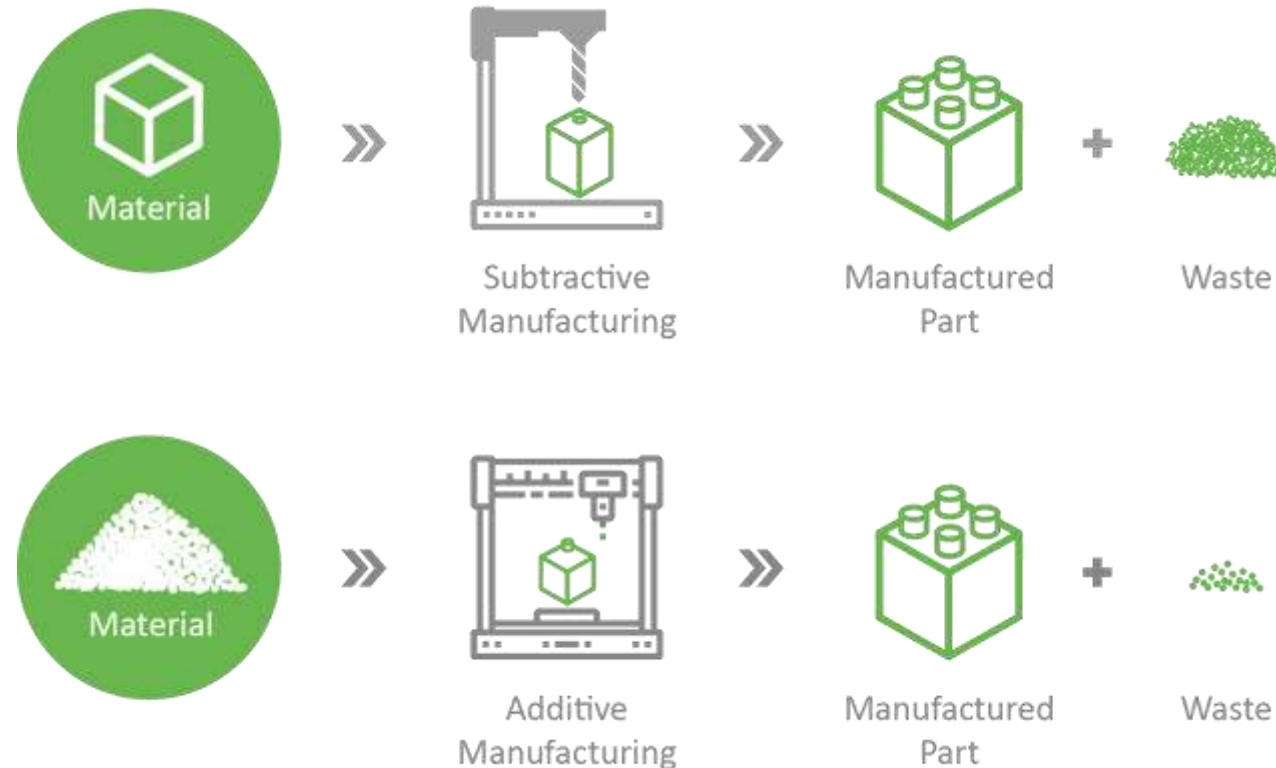 Material
Subtractive
Manufacturing
Manufactured
Part
Waste
Material
Additive
Manufacturing
Manufactured
Part
Waste